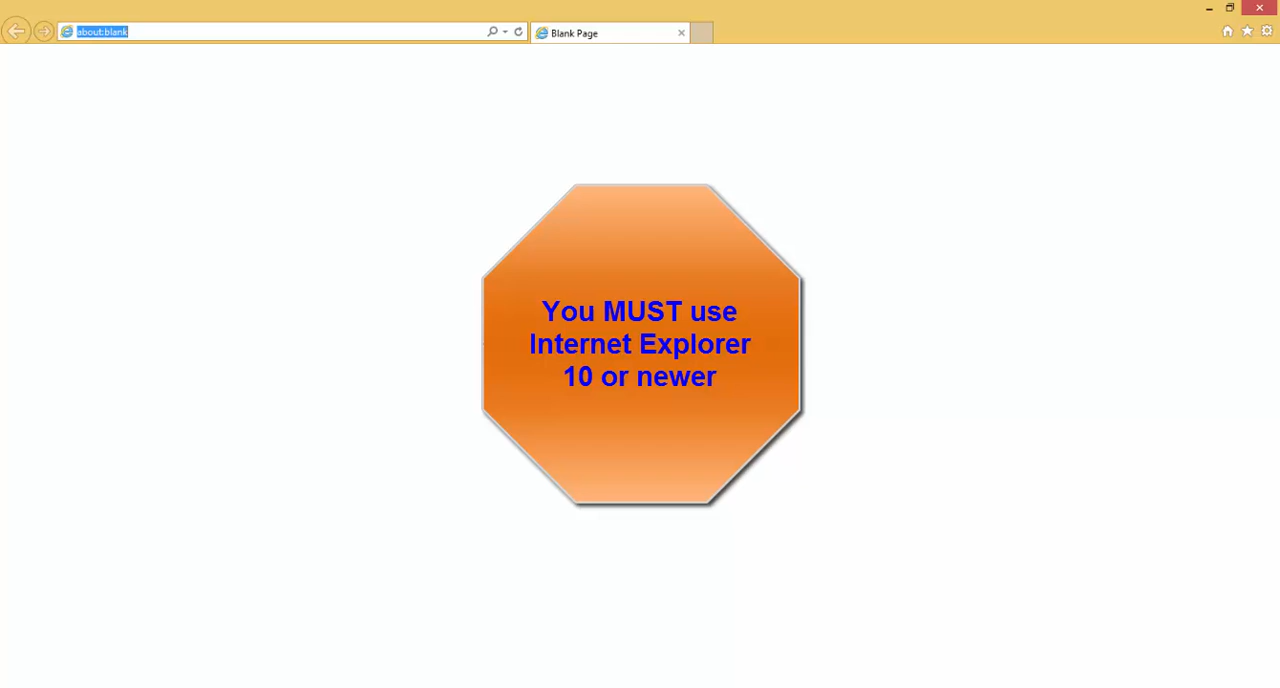 about:blank
Blank Page
You MUST use
Internet Explorer
10 or newer